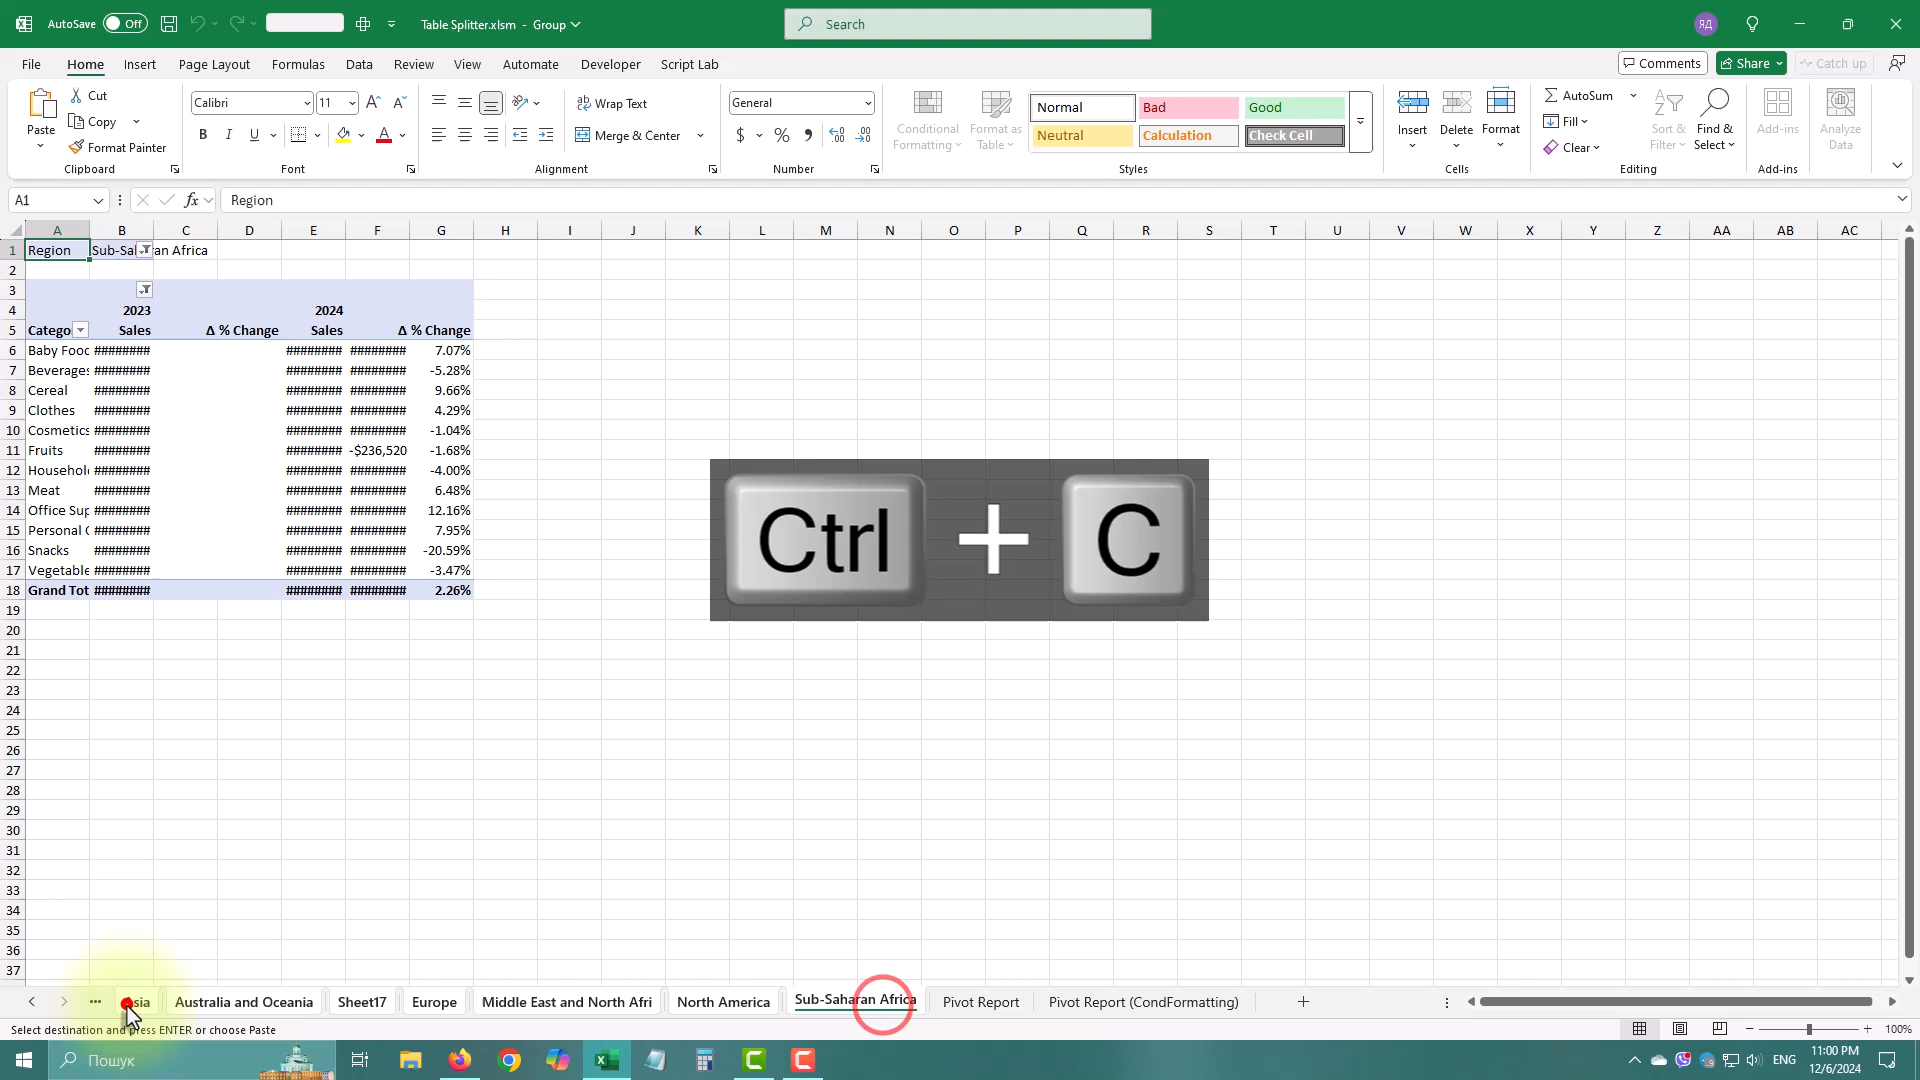 AutoSave Off Table Splitter.xlsm - Group Search ЯД
File Home Insert Page Layout Formulas Data Review View Automate Developer Script Lab Comments Share Catch up
Paste Cut Copy Format Painter Clipboard
Calibri 11 B I U A Font
Wrap Text Merge & Center Alignment
General $ % Number
Conditional Formatting Format as Table Normal Bad Good Neutral Calculation Check Cell Styles
Insert Delete Format Cells
AutoSum Fill Clear Sort & Filter Find & Select Editing
Add-ins Add-ins
Analyze Data
A1 fx Region
A B C D E F G H I J K L M N O P Q R S T U V W X Y Z AA AB AC
1 Region Sub-Sa an Africa
2
3
4 2023 2024
5 Catego Sales Δ % Change Sales Δ % Change
6 Baby Food ######## ######## ######## 7.07%
7 Beverages ######## ######## ######## -5.28%
8 Cereal ######## ######## ######## 9.66%
9 Clothes ######## ######## ######## 4.29%
10 Cosmetics ######## ######## ######## -1.04%
11 Fruits ######## ######## -$236,520 -1.68%
12 Househol ######## ######## ######## -4.00%
13 Meat ######## ######## ######## 6.48%
14 Office Sup ######## ######## ######## 12.16%
15 Personal C ######## ######## ######## 7.95%
16 Snacks ######## ######## ######## -20.59%
17 Vegetable ######## ######## ######## -3.47%
18 Grand Tot ######## ######## ######## 2.26%
19
20
21
22
23
24
25
26
27
28
29
30
31
32
33
34
35
36
37
Ctrl + C
... Asia Australia and Oceania Sheet17 Europe Middle East and North Afri North America Sub-Saharan Africa Pivot Report Pivot Report (CondFormatting) +
Select destination and press ENTER or choose Paste 100%
Пошук ENG 11:00 PM
12/6/2024